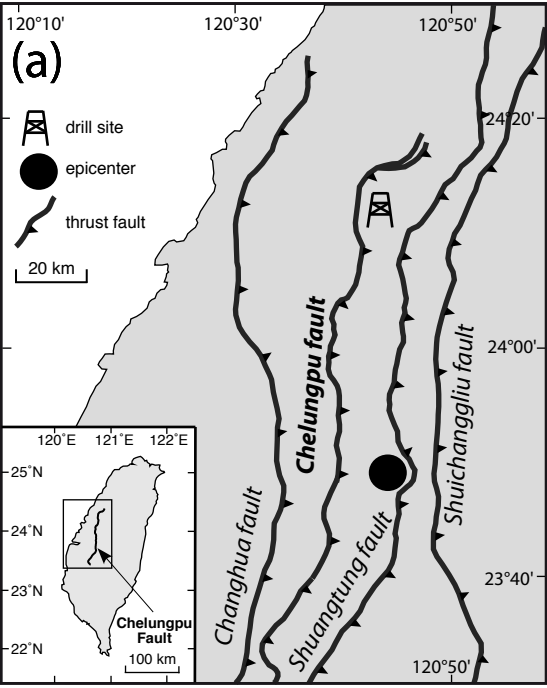 120°10'
120°30'
120°50'
(a)
drill site
epicenter
thrust fault
20 km
24°20'
24°00'
23°40'
120°50'
Changhua fault
Chelungpu fault
Shuangtung fault
Shuichanggliu fault
120°E
121°E
122°E
25°N
24°N
23°N
22°N
Chelungpu
Fault
100 km